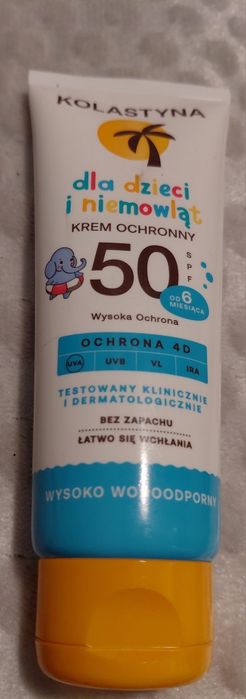 KOLASTYNA
dla dzieci
i niemowląt
KREM OCHRONNY
50
SPF
OD 6
MIESIĄCA
Wysoka Ochrona
OCHRONA 4D
UVA UVB VL IRA
TESTOWANY KLINICZNIE
I DERMATOLOGICZNIE
BEZ ZAPACHU
ŁATWO SIĘ WCHŁANIA
WYSOKO WODOODPORNY